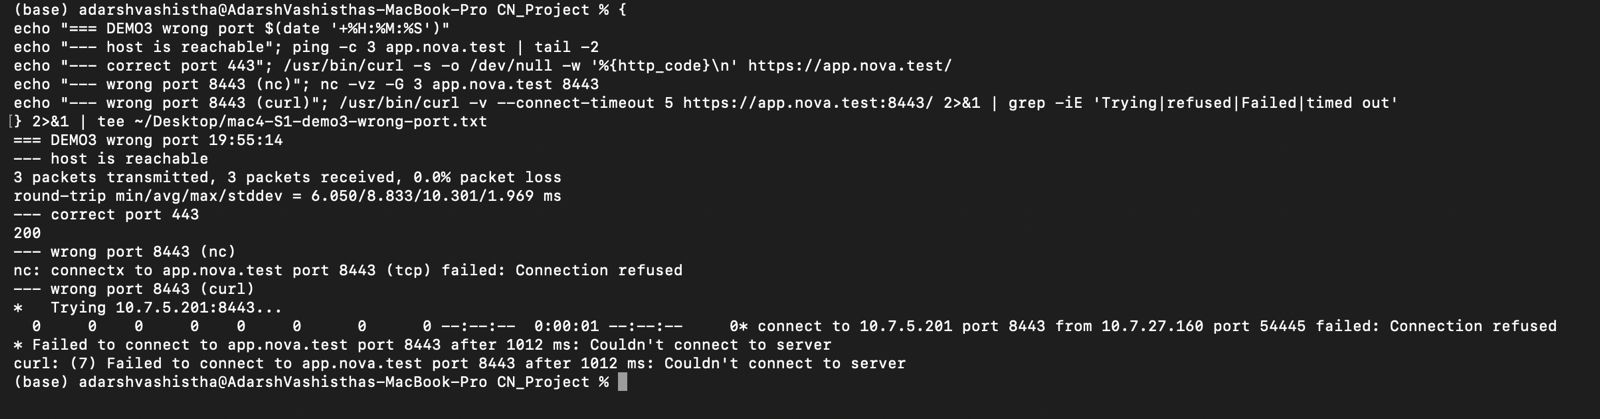 (base) adarshvashistha@AdarshVashisthas-MacBook-Pro CN_Project % {
echo "=== DEMO3 wrong port $(date '+%H:%M:%S')"
echo "--- host is reachable"; ping -c 3 app.nova.test | tail -2
echo "--- correct port 443"; /usr/bin/curl -s -o /dev/null -w '%{http_code}\n' https://app.nova.test/
echo "--- wrong port 8443 (nc)"; nc -vz -G 3 app.nova.test 8443
echo "--- wrong port 8443 (curl)"; /usr/bin/curl -v --connect-timeout 5 https://app.nova.test:8443/ 2>&1 | grep -iE 'Trying|refused|Failed|timed out'
[} 2>&1 | tee ~/Desktop/mac4-S1-demo3-wrong-port.txt
=== DEMO3 wrong port 19:55:14
--- host is reachable
3 packets transmitted, 3 packets received, 0.0% packet loss
round-trip min/avg/max/stddev = 6.050/8.833/10.301/1.969 ms
--- correct port 443
200
--- wrong port 8443 (nc)
nc: connectx to app.nova.test port 8443 (tcp) failed: Connection refused
--- wrong port 8443 (curl)
*   Trying 10.7.5.201:8443...
  0     0    0     0    0     0      0      0 --:--:--  0:00:01 --:--:--     0* connect to 10.7.5.201 port 8443 from 10.7.27.160 port 54445 failed: Connection refused
* Failed to connect to app.nova.test port 8443 after 1012 ms: Couldn't connect to server
curl: (7) Failed to connect to app.nova.test port 8443 after 1012 ms: Couldn't connect to server
(base) adarshvashistha@AdarshVashisthas-MacBook-Pro CN_Project %